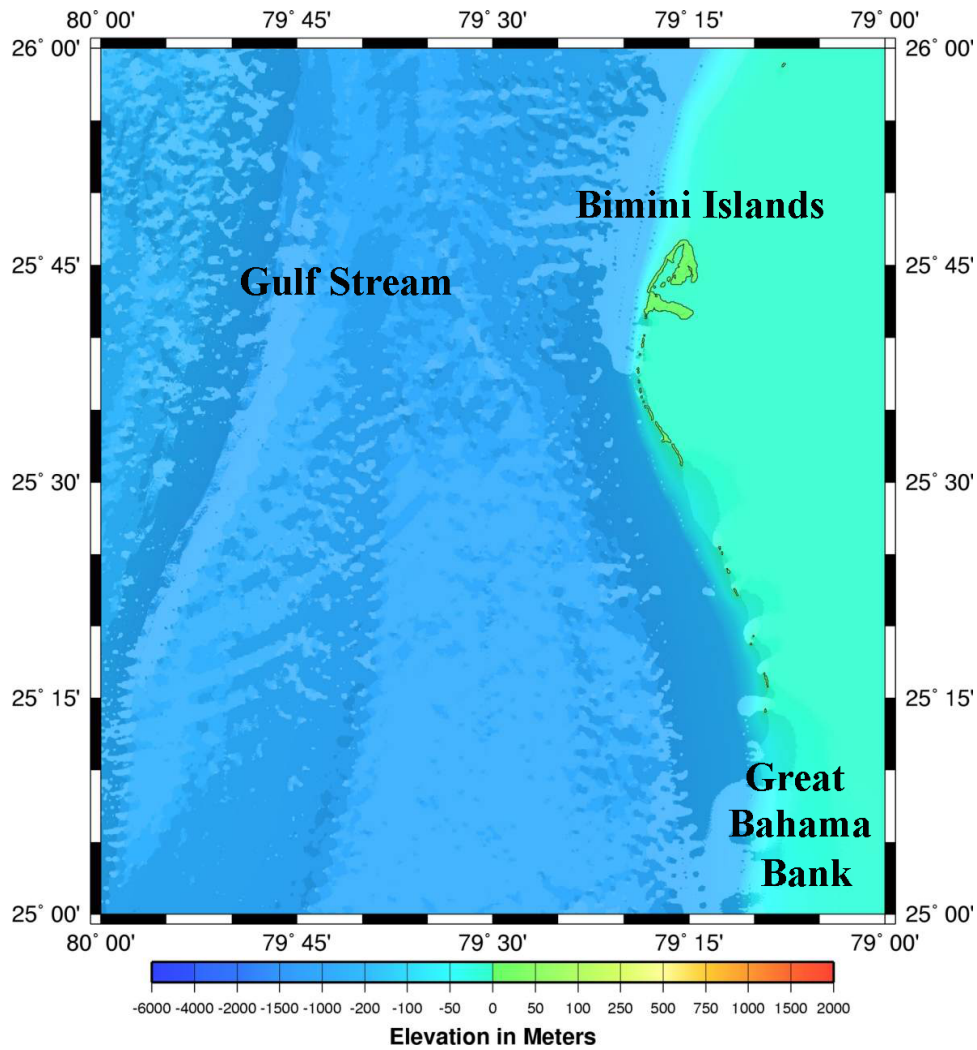 80° 00' 79° 45' 79° 30' 79° 15' 79° 00'
26° 00' 26° 00'
Bimini Islands
25° 45' 25° 45'
Gulf Stream
25° 30' 25° 30'
25° 15' 25° 15'
Great
Bahama
Bank
25° 00' 25° 00'
80° 00' 79° 45' 79° 30' 79° 15' 79° 00'
-6000 -4000 -2000 -1500 -1000 -500 -200 -100 -50 0 50 100 250 500 750 1000 1500 2000
Elevation in Meters